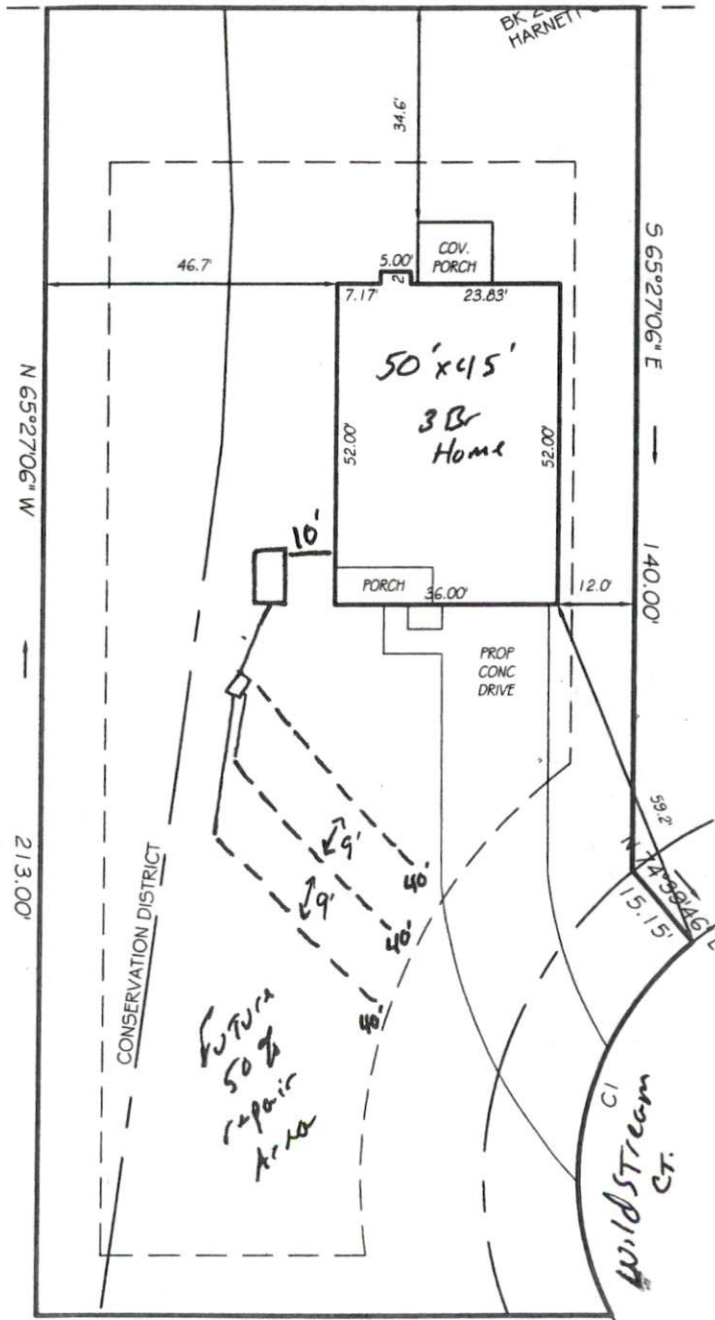 HARNETT
34.6'
S 65°27'06" E
46.7'
5.00'
2'
COV.
PORCH
7.17'
23.83'
50' x 45'
3 Br
Home
52.00'
52.00'
N 65°27'06" W
10'
PORCH
36.00'
12.0'
140.00'
PROP
CONC
DRIVE
59.2'
15.15'
9'
40'
9'
40'
40'
213.00'
CONSERVATION DISTRICT
Future
50 %
repair
Area
C1
Wildstream
CT.